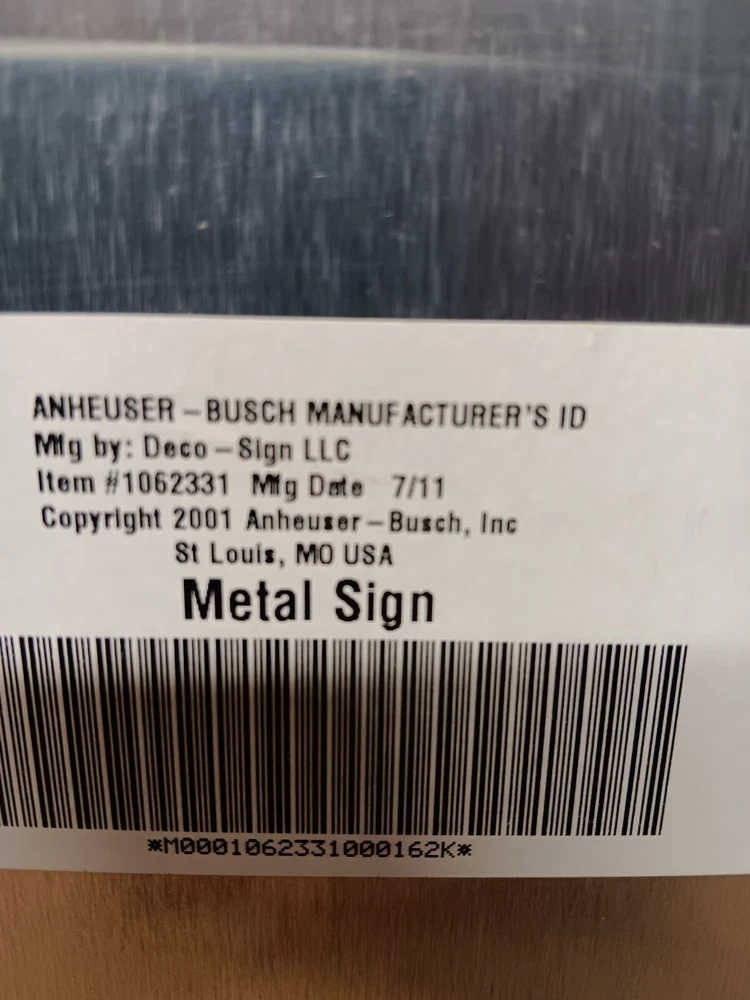 ANHEUSER-BUSCH MANUFACTURER'S ID
Mfg by: Deco-Sign LLC
Item #1062331 Mfg Date 7/11
Copyright 2001 Anheuser-Busch, Inc
St Louis, MO USA
Metal Sign
*M0001062331000162K*